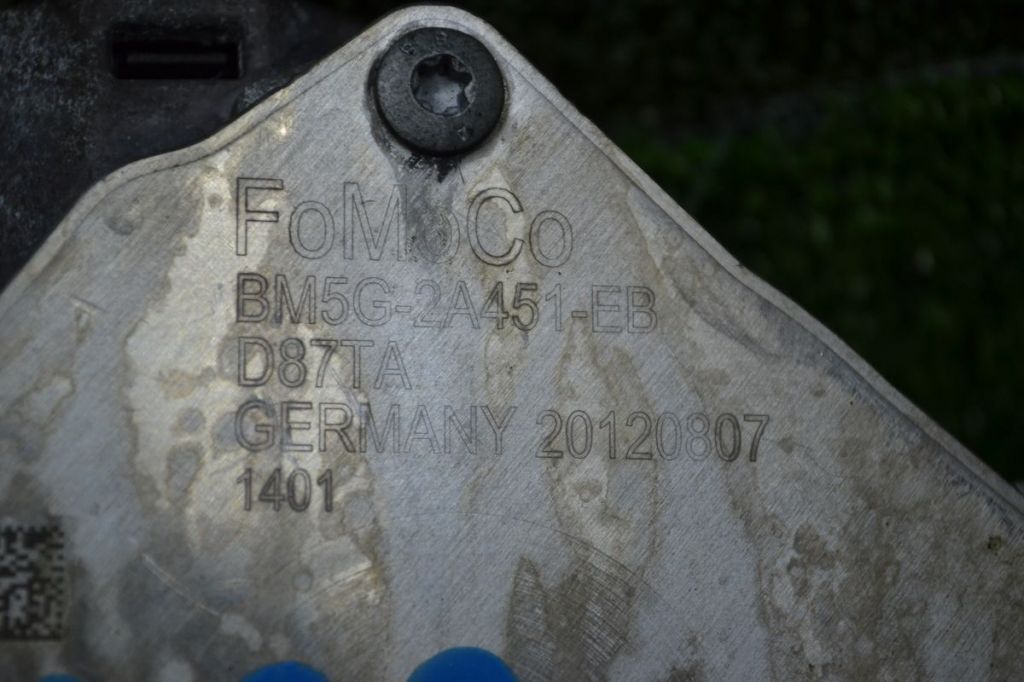 FoMoCo
BM5G-2A451-EB
D87TA
GERMANY 20120807
1401